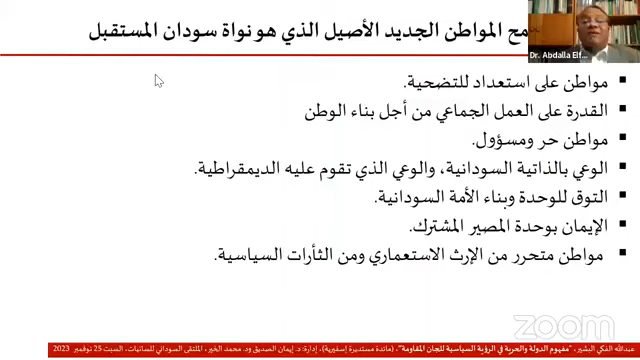 مح المواطن الجديد الأصيل الذي هو نواة سودان المستقبل
Dr. Abdalla Elf...
▪ مواطن على استعداد للتضحية.
▪ القدرة على العمل الجماعي من أجل بناء الوطن
▪ مواطن حر ومسؤول.
▪ الوعي بالذاتية السودانية، والوعي الذي تقوم عليه الديمقراطية.
▪ التوق للوحدة وبناء الأمة السودانية.
▪ الإيمان بوحدة المصير المشترك.
▪ مواطن متحرر من الإرث الاستعماري ومن الثأرات السياسية.
zoom
عبدالله الفكي البشير، "مفهوم الدولة والحرية في الرؤية السياسية للجان المقاومة"، (مائدة مستديرة إسفيرية)، إدارة: د. إيمان الصديق ود. محمد الخير، الملتقى السوداني للسانيات، السبت 25 نوفمبر 2023